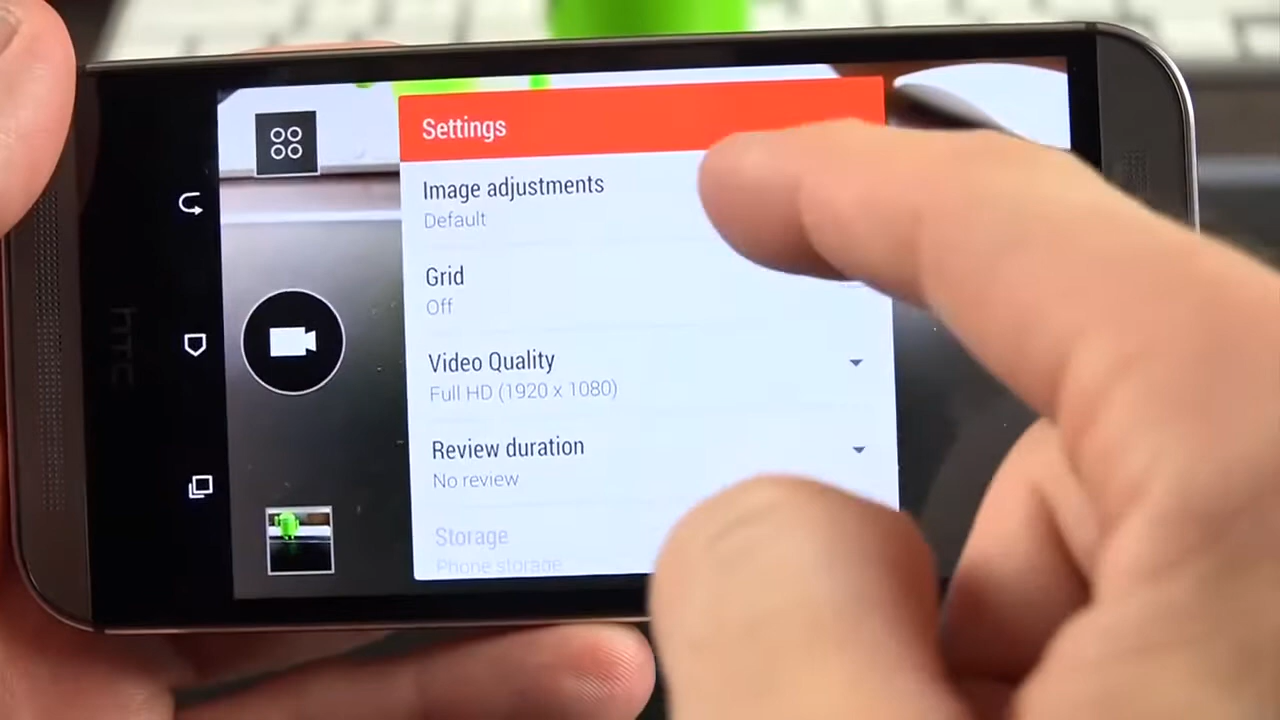 Settings
Image adjustments
Default
Grid
Off
Video Quality
Full HD (1920 x 1080)
Review duration
No review
Storage
Phone storage
hTC